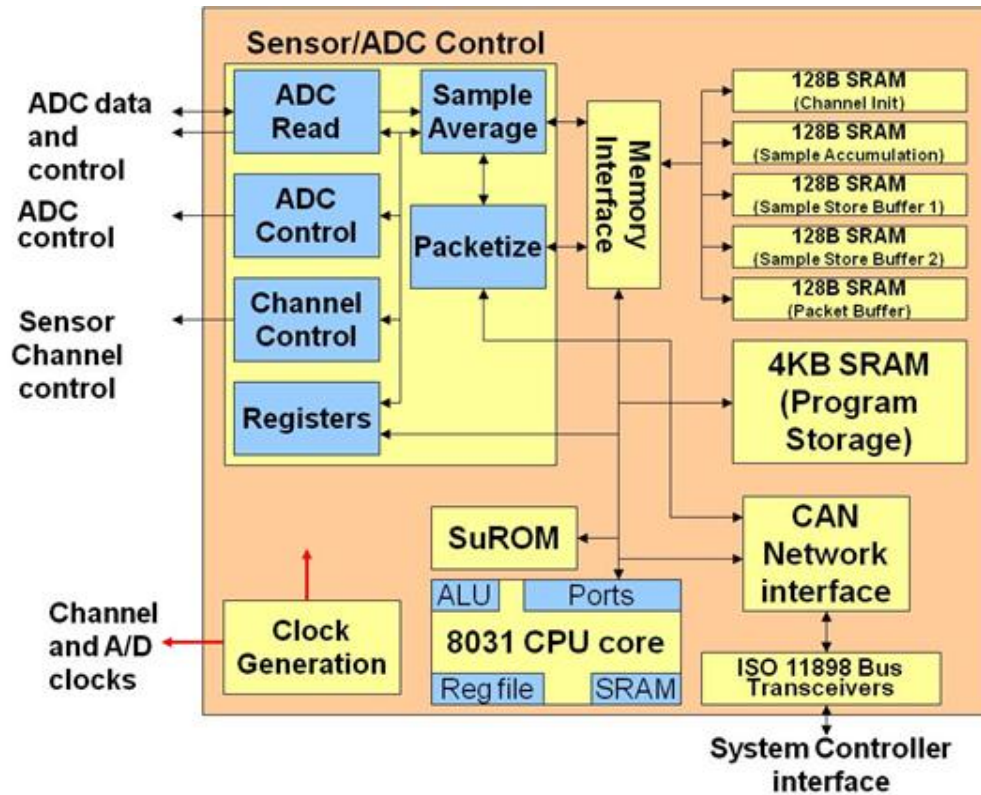 Sensor/ADC Control
ADC data
and
control
ADC
control
Sensor
Channel
control
Channel
and A/D
clocks
ADC
Read
Sample
Average
ADC
Control
Packetize
Channel
Control
Registers
Memory
Interface
128B SRAM
(Channel Init)
128B SRAM
(Sample Accumulation)
128B SRAM
(Sample Store Buffer 1)
128B SRAM
(Sample Store Buffer 2)
128B SRAM
(Packet Buffer)
4KB SRAM
(Program
Storage)
SuROM
CAN
Network
interface
ALU
Ports
8031 CPU core
Reg file
SRAM
Clock
Generation
ISO 11898 Bus
Transceivers
System Controller
interface